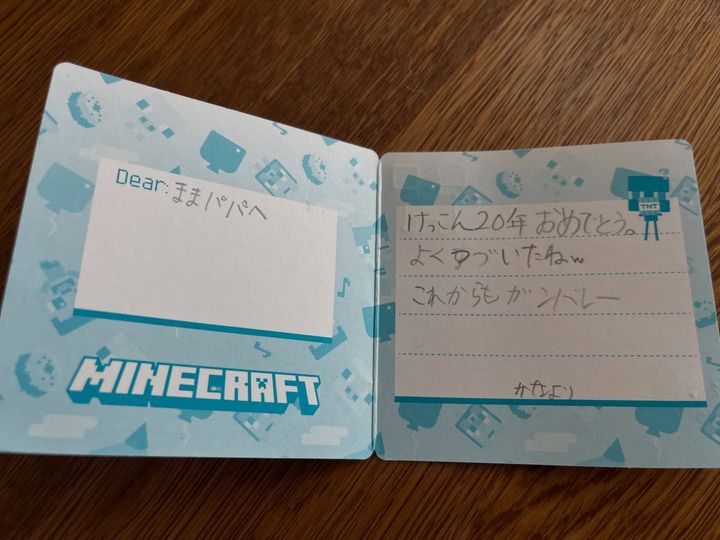 Dear: ままパパへ
MINECRAFT
TNT
けっこん20年 おめでとう。
よくつづいたねw
これからも ガンバレー
かなより